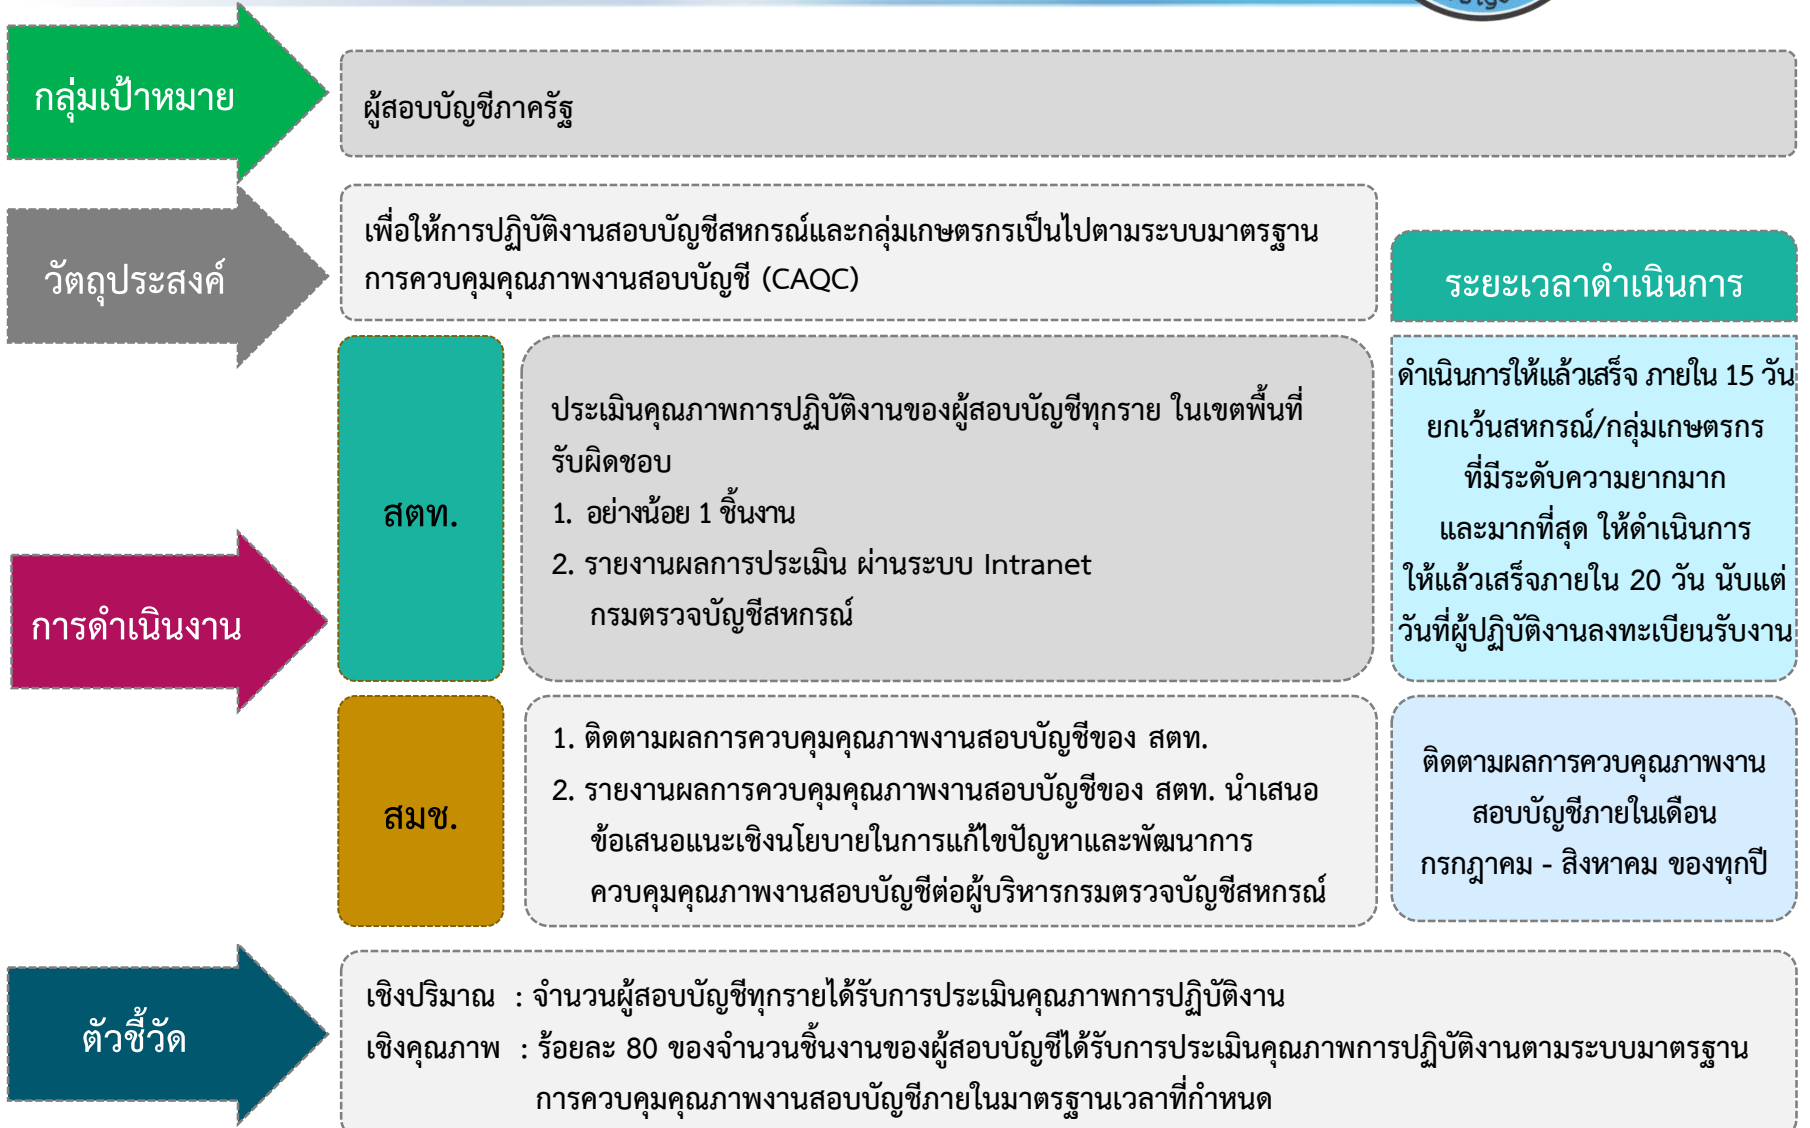 กลุ่มเป้าหมาย
ผู้สอบบัญชีภาครัฐ
วัตถุประสงค์
เพื่อให้การปฏิบัติงานสอบบัญชีสหกรณ์และกลุ่มเกษตรกรเป็นไปตามระบบมาตรฐาน
การควบคุมคุณภาพงานสอบบัญชี (CAQC)
ระยะเวลาดำเนินการ
การดำเนินงาน
สตท.
ประเมินคุณภาพการปฏิบัติงานของผู้สอบบัญชีทุกราย ในเขตพื้นที่
รับผิดชอบ
1. อย่างน้อย 1 ชิ้นงาน
2. รายงานผลการประเมิน ผ่านระบบ Intranet
กรมตรวจบัญชีสหกรณ์
ดำเนินการให้แล้วเสร็จ ภายใน 15 วัน
ยกเว้นสหกรณ์/กลุ่มเกษตรกร
ที่มีระดับความยากมาก
และมากที่สุด ให้ดำเนินการ
ให้แล้วเสร็จภายใน 20 วัน นับแต่
วันที่ผู้ปฏิบัติงานลงทะเบียนรับงาน
สมช.
1. ติดตามผลการควบคุมคุณภาพงานสอบบัญชีของ สตท.
2. รายงานผลการควบคุมคุณภาพงานสอบบัญชีของ สตท. นำเสนอ
ข้อเสนอแนะเชิงนโยบายในการแก้ไขปัญหาและพัฒนาการ
ควบคุมคุณภาพงานสอบบัญชีต่อผู้บริหารกรมตรวจบัญชีสหกรณ์
ติดตามผลการควบคุณภาพงาน
สอบบัญชีภายในเดือน
กรกฎาคม - สิงหาคม ของทุกปี
ตัวชี้วัด
เชิงปริมาณ : จำนวนผู้สอบบัญชีทุกรายได้รับการประเมินคุณภาพการปฏิบัติงาน
เชิงคุณภาพ : ร้อยละ 80 ของจำนวนชิ้นงานของผู้สอบบัญชีได้รับการประเมินคุณภาพการปฏิบัติงานตามระบบมาตรฐาน
การควบคุมคุณภาพงานสอบบัญชีภายในมาตรฐานเวลาที่กำหนด